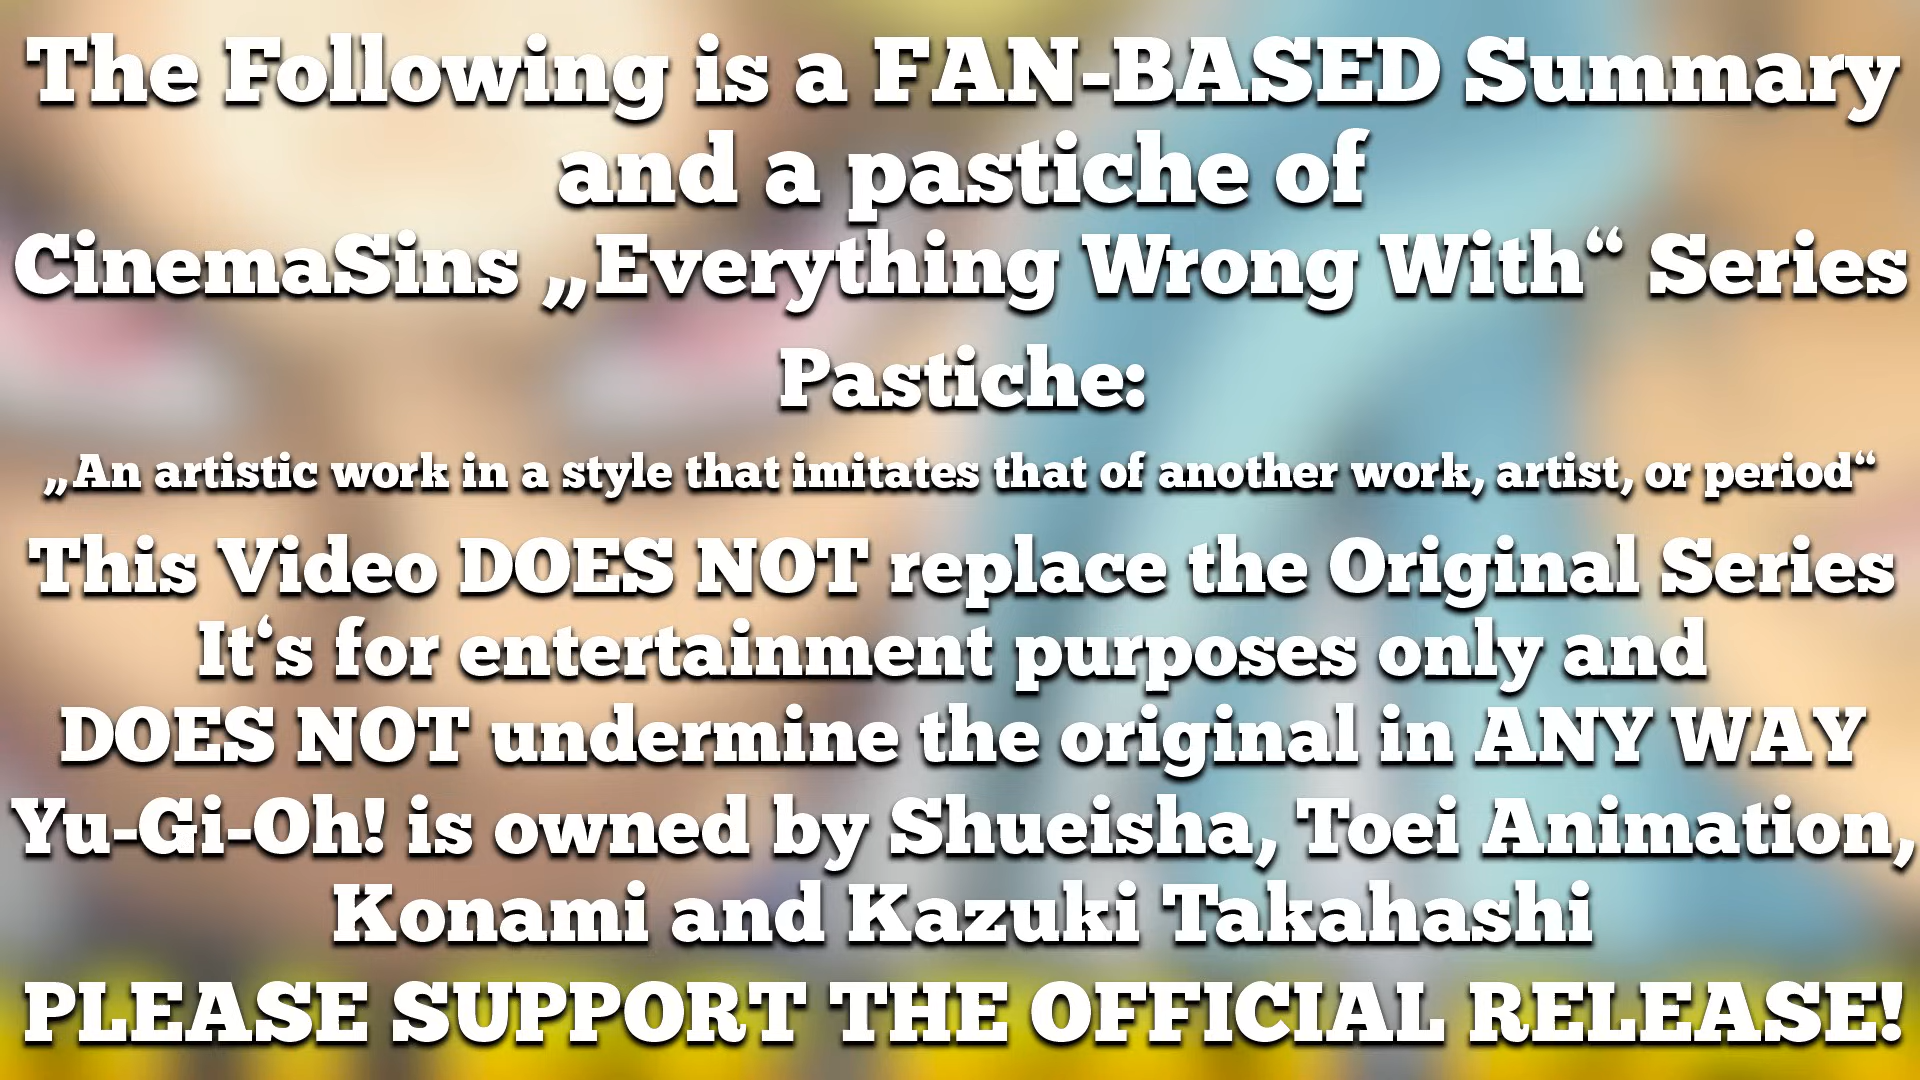 The Following is a FAN-BASED Summary
and a pastiche of
CinemaSins „Everything Wrong With“ Series
Pastiche:
„An artistic work in a style that imitates that of another work, artist, or period“
This Video DOES NOT replace the Original Series
It‘s for entertainment purposes only and
DOES NOT undermine the original in ANY WAY
Yu-Gi-Oh! is owned by Shueisha, Toei Animation,
Konami and Kazuki Takahashi
PLEASE SUPPORT THE OFFICIAL RELEASE!